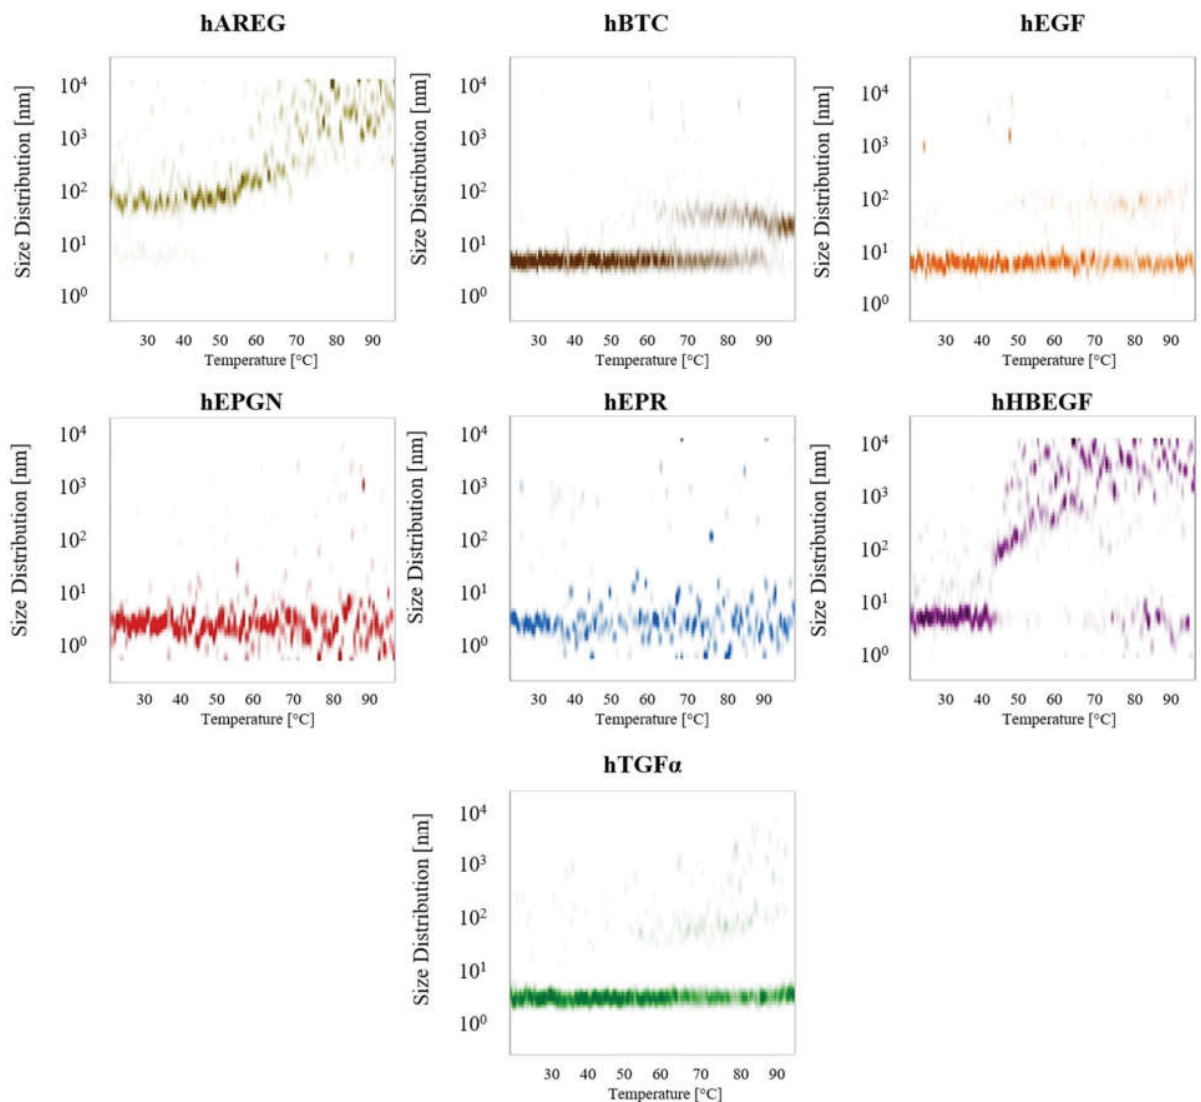 hAREG hBTC hEGF
Size Distribution [nm] Size Distribution [nm] Size Distribution [nm]
10⁴ 10⁴ 10⁴
10³ 10³ 10³
10² 10² 10²
10¹ 10¹ 10¹
10⁰ 10⁰ 10⁰
30 40 50 60 70 80 90 30 40 50 60 70 80 90 30 40 50 60 70 80 90
Temperature [°C] Temperature [°C] Temperature [°C]
hEPGN hEPR hHBEGF
Size Distribution [nm] Size Distribution [nm] Size Distribution [nm]
10⁴ 10⁴ 10⁴
10³ 10³ 10³
10² 10² 10²
10¹ 10¹ 10¹
10⁰ 10⁰ 10⁰
30 40 50 60 70 80 90 30 40 50 60 70 80 90 30 40 50 60 70 80 90
Temperature [°C] Temperature [°C] Temperature [°C]
hTGFα
Size Distribution [nm]
10⁴
10³
10²
10¹
10⁰
30 40 50 60 70 80 90
Temperature [°C]